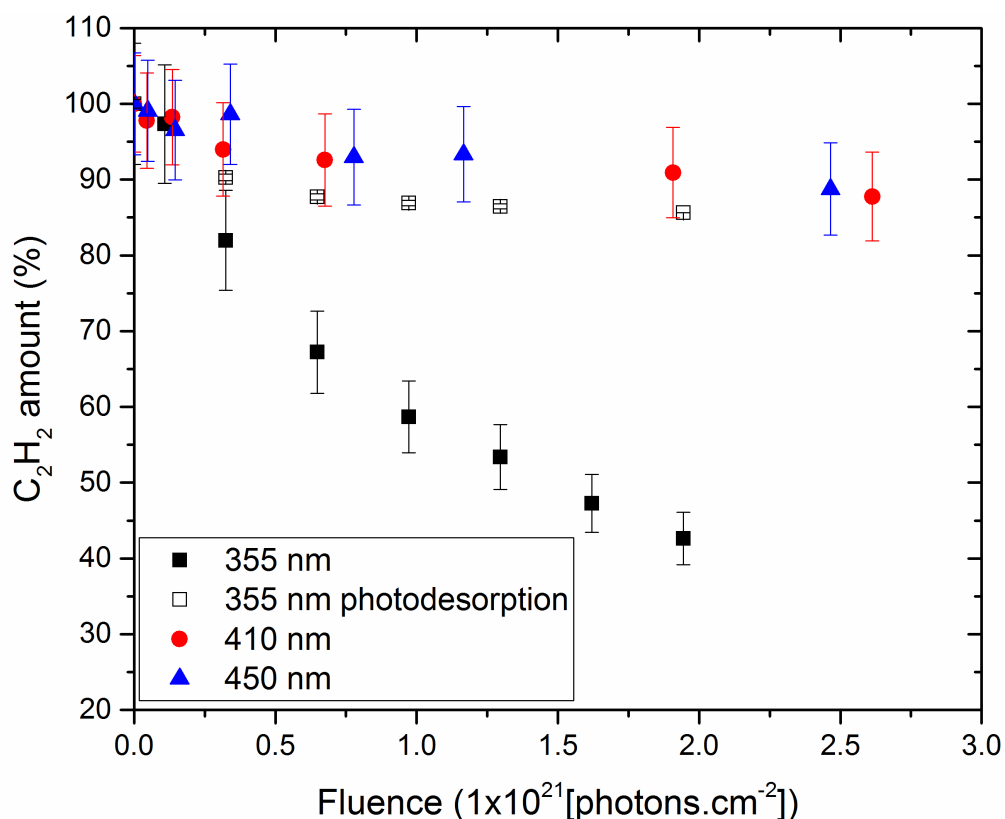 110
100
90
80
70
60
50
40
30
20
C₂H₂ amount (%)
355 nm
355 nm photodesorption
410 nm
450 nm
0.0 0.5 1.0 1.5 2.0 2.5 3.0
Fluence (1x10²¹[photons.cm⁻²])